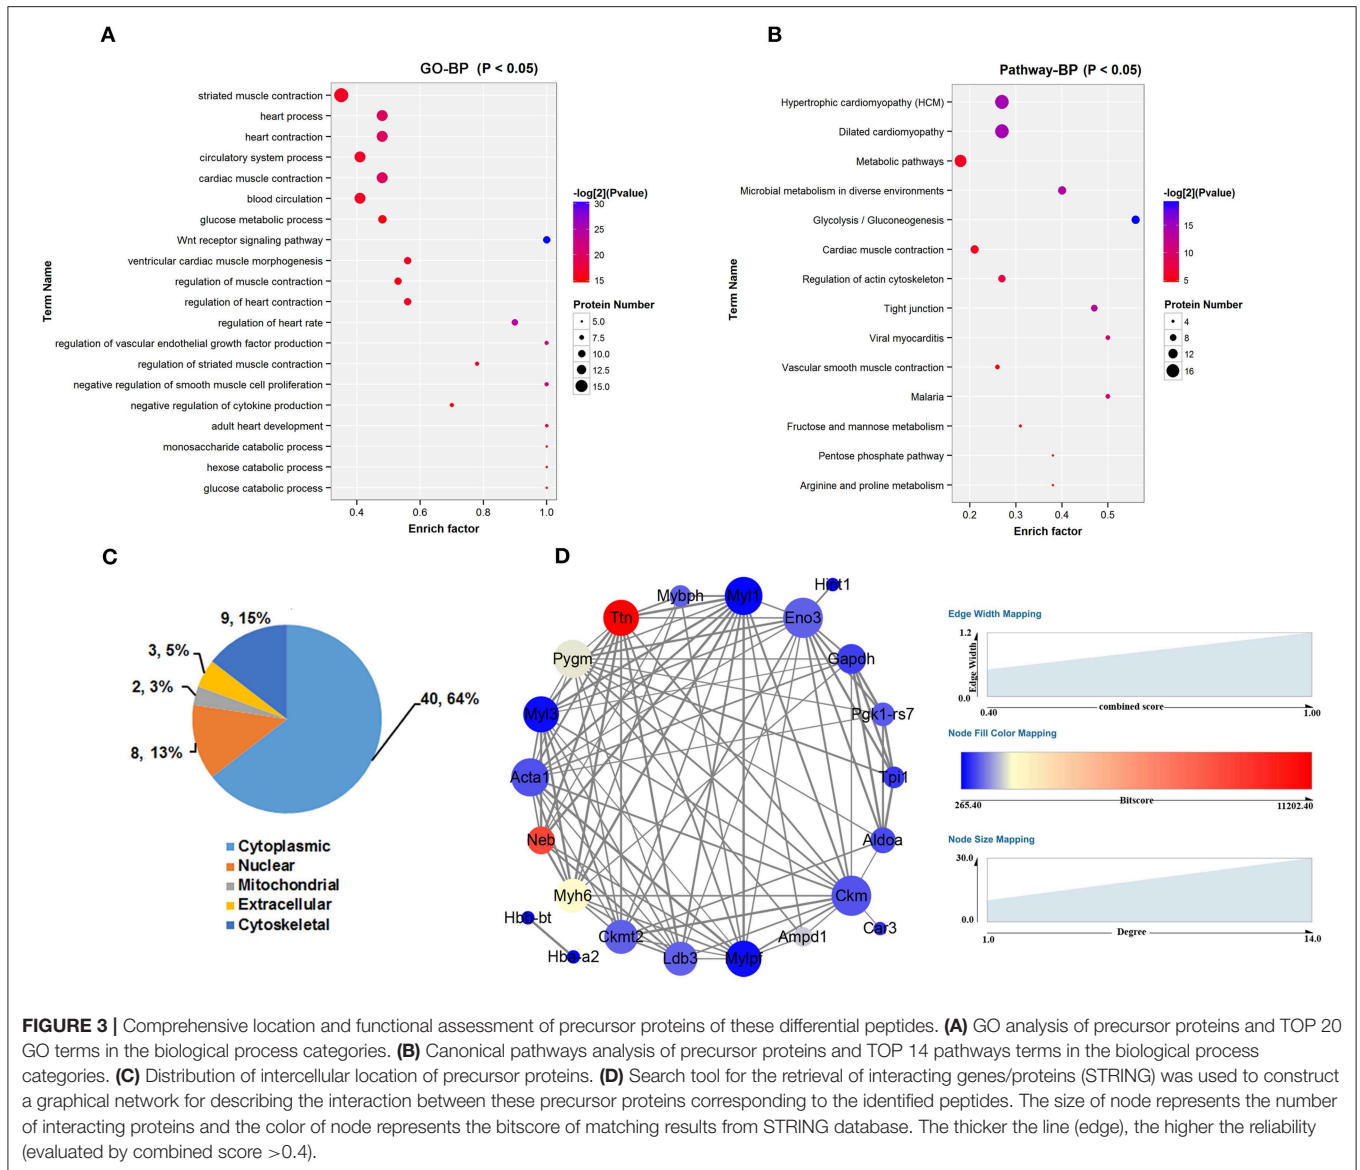 A
GO-BP (P < 0.05)
Term Name
striated muscle contraction
heart process
heart contraction
circulatory system process
cardiac muscle contraction
blood circulation
glucose metabolic process
Wnt receptor signaling pathway
ventricular cardiac muscle morphogenesis
regulation of muscle contraction
regulation of heart contraction
regulation of heart rate
regulation of vascular endothelial growth factor production
regulation of striated muscle contraction
negative regulation of smooth muscle cell proliferation
negative regulation of cytokine production
adult heart development
monosaccharide catabolic process
hexose catabolic process
glucose catabolic process
0.4 0.6 0.8 1.0
Enrich factor
-log[2](Pvalue)
30
25
20
15
Protein Number
5.0
7.5
10.0
12.5
15.0
B
Pathway-BP (P < 0.05)
Term Name
Hypertrophic cardiomyopathy (HCM)
Dilated cardiomyopathy
Metabolic pathways
Microbial metabolism in diverse environments
Glycolysis / Gluconeogenesis
Cardiac muscle contraction
Regulation of actin cytoskeleton
Tight junction
Viral myocarditis
Vascular smooth muscle contraction
Malaria
Fructose and mannose metabolism
Pentose phosphate pathway
Arginine and proline metabolism
0.2 0.3 0.4 0.5
Enrich factor
-log[2](Pvalue)
15
10
5
Protein Number
4
8
12
16
C
9, 15%
3, 5%
2, 3%
8, 13%
40, 64%
Cytoplasmic
Nuclear
Mitochondrial
Extracellular
Cytoskeletal
D
Hint1
Mybph
Myl1
Ttn
Eno3
Pygm
Gapdh
Myl3
Pgk1-rs7
Acta1
Tpi1
Neb
Aldoa
Myh6
Ckm
Hbb-bt
Car3
Ckmt2
Ampd1
Hba-a2
Ldb3
Mylpf
Edge Width Mapping
1.2
Edge Width
0.0
0.40 combined score 1.00
Node Fill Color Mapping
265.40 Bitscore 11202.40
Node Size Mapping
30.0
0.0
1.0 Degree 14.0
FIGURE 3 | Comprehensive location and functional assessment of precursor proteins of these differential peptides. (A) GO analysis of precursor proteins and TOP 20
GO terms in the biological process categories. (B) Canonical pathways analysis of precursor proteins and TOP 14 pathways terms in the biological process
categories. (C) Distribution of intercellular location of precursor proteins. (D) Search tool for the retrieval of interacting genes/proteins (STRING) was used to construct
a graphical network for describing the interaction between these precursor proteins corresponding to the identified peptides. The size of node represents the number
of interacting proteins and the color of node represents the bitscore of matching results from STRING database. The thicker the line (edge), the higher the reliability
(evaluated by combined score >0.4).